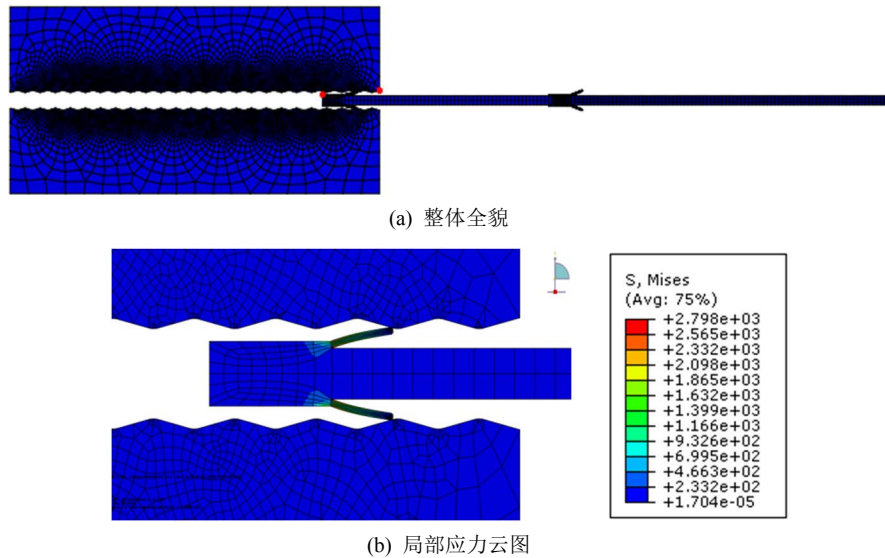 (a) 整体全貌
S, Mises
(Avg: 75%)
+2.798e+03
+2.565e+03
+2.332e+03
+2.098e+03
+1.865e+03
+1.632e+03
+1.399e+03
+1.166e+03
+9.326e+02
+6.995e+02
+4.663e+02
+2.332e+02
+1.704e-05
(b) 局部应力云图